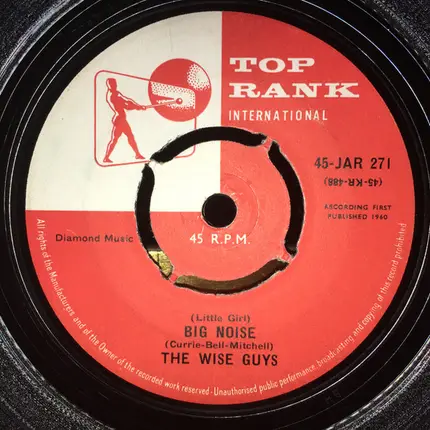 TOP
RANK
INTERNATIONAL
45-JAR 271
(45-KR-486)
RECORDING FIRST
PUBLISHED 1960
Diamond Music
45 R.P.M.
(Little Girl)
BIG NOISE
(Currie-Bell-Mitchell)
THE WISE GUYS
All rights of the Manufacturers and of the Owner of the recorded work reserved - Unauthorised public performance, broadcasting and copying of this record prohibited